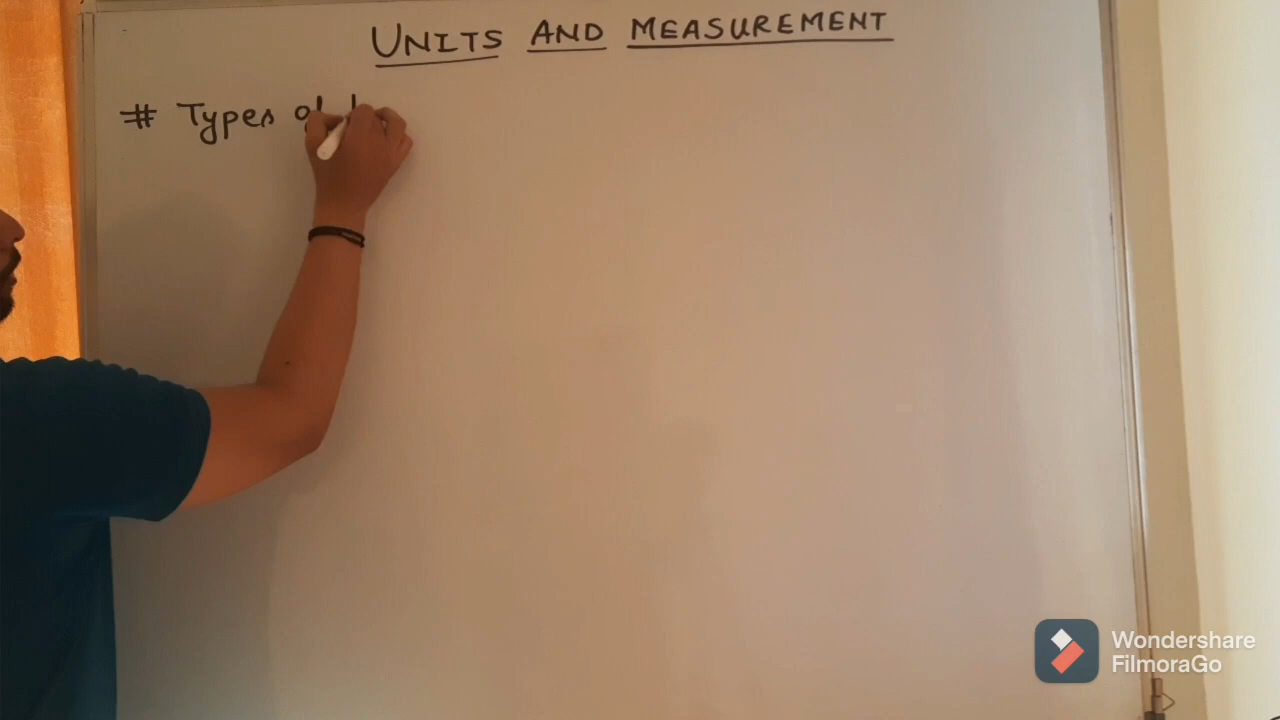 UNITS AND MEASUREMENT
# Types of
Wondershare
FilmoraGo